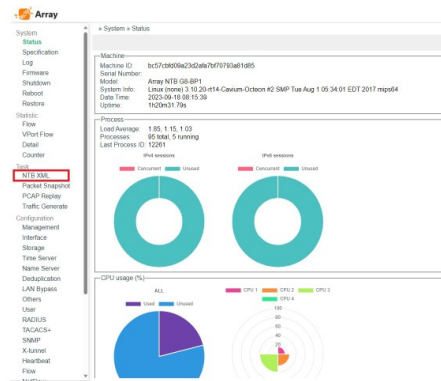 Array
System
Status
Specification
Log
Firmware
Shutdown
Reboot
Restore
Statistic
Flow
VPort Flow
Detail
Counter
Task
NTB XML
Packet Snapshot
PCAP Replay
Traffic Generate
Configuration
Management
Interface
Storage
Time Server
Name Server
Deduplication
LAN Bypass
Others
User
RADIUS
TACACS+
SNMP
X-tunnel
Heartbeat
Flow
» System » Status
Machine
Machine ID: bc57cbfd09a23d2afa7bf70793a81d85
Serial Number:
Model: Array NTB G8-BP1
System Info: Linux (none) 3.10.20-rt14-Cavium-Octeon #2 SMP Tue Aug 1 05:34:01 EDT 2017 mips64
Date Time: 2023-09-18 08:15:39
Uptime: 1h20m31.79s
Process
Load Average: 1.85, 1.15, 1.03
Processes: 95 total, 5 running
Last Process ID: 12261
IPv4 sessions
Concurrent Unused
IPv6 sessions
Concurrent Unused
CPU usage (%)
ALL
Used Unused
CPU 1 CPU 2 CPU 3
CPU 4
100
80
60
40
20